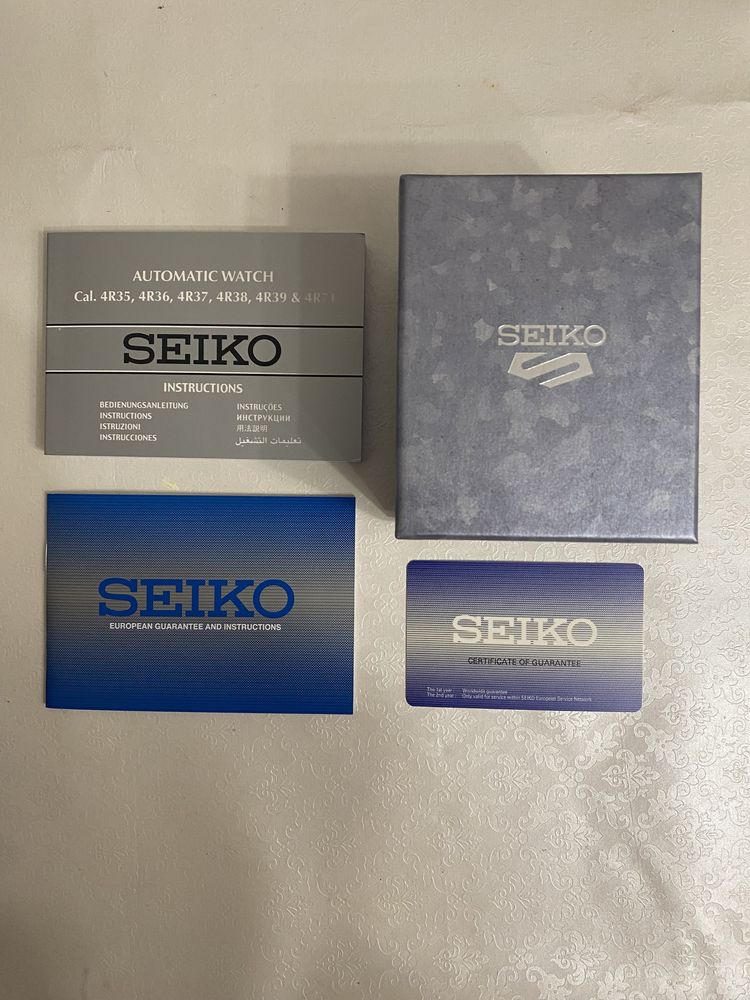 AUTOMATIC WATCH
Cal. 4R35, 4R36, 4R37, 4R38, 4R39 & 4R71
SEIKO
INSTRUCTIONS
BEDIENUNGSANLEITUNG
INSTRUCTIONS
ISTRUZIONI
INSTRUCCIONES
INSTRUÇÕES
ИНСТРУКЦИИ
用法説明
تعليمات التشغيل
SEIKO
SEIKO
EUROPEAN GUARANTEE AND INSTRUCTIONS
SEIKO
CERTIFICATE OF GUARANTEE
The 1st year : Worldwide guarantee
The 2nd year : Only valid for service within SEIKO European Service Network